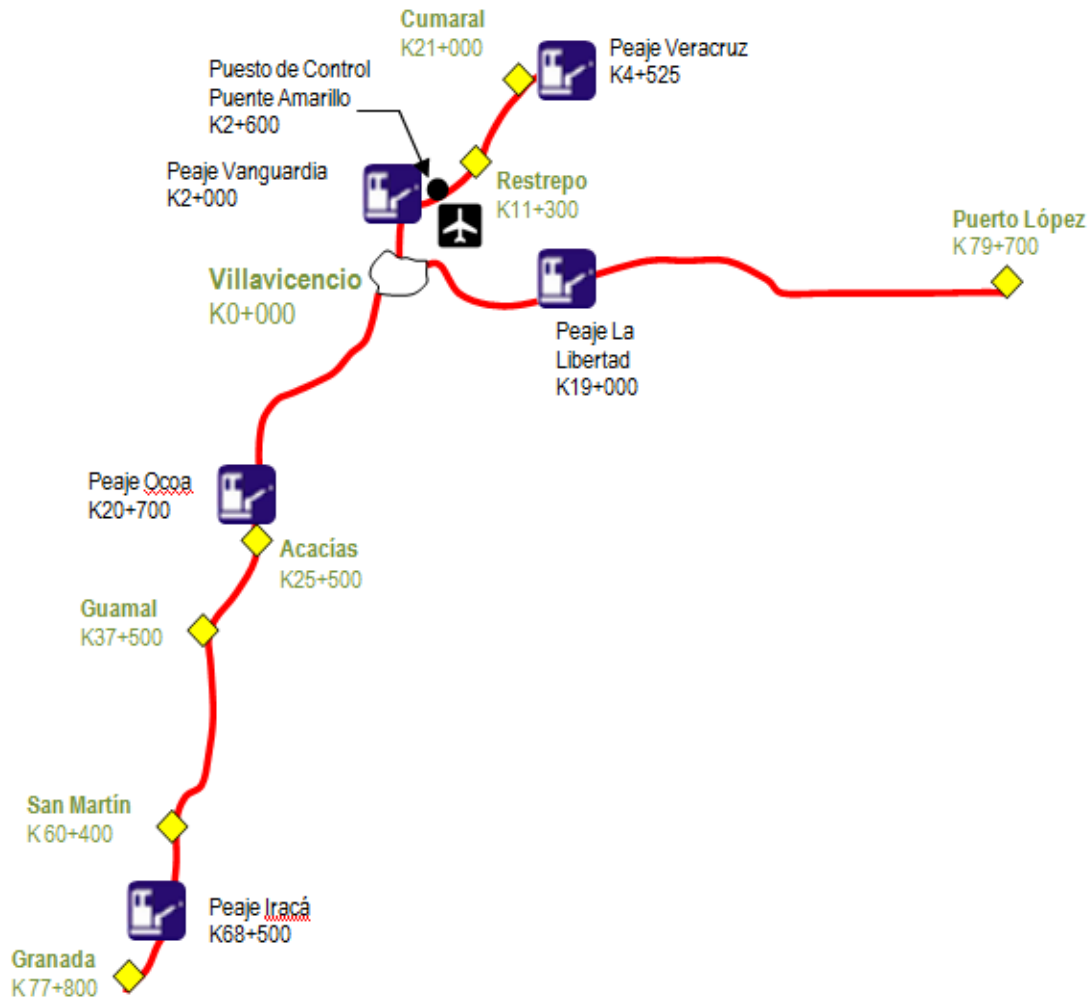 Cumaral
K21+000
Peaje Veracruz
K4+525
Puesto de Control
Puente Amarillo
K2+600
Peaje Vanguardia
K2+000
Restrepo
K11+300
Puerto López
K 79+700
Villavicencio
K0+000
Peaje La
Libertad
K19+000
Peaje Ocoa
K20+700
Acacías
K25+500
Guamal
K37+500
San Martín
K 60+400
Peaje Iracá
K68+500
Granada
K 77+800